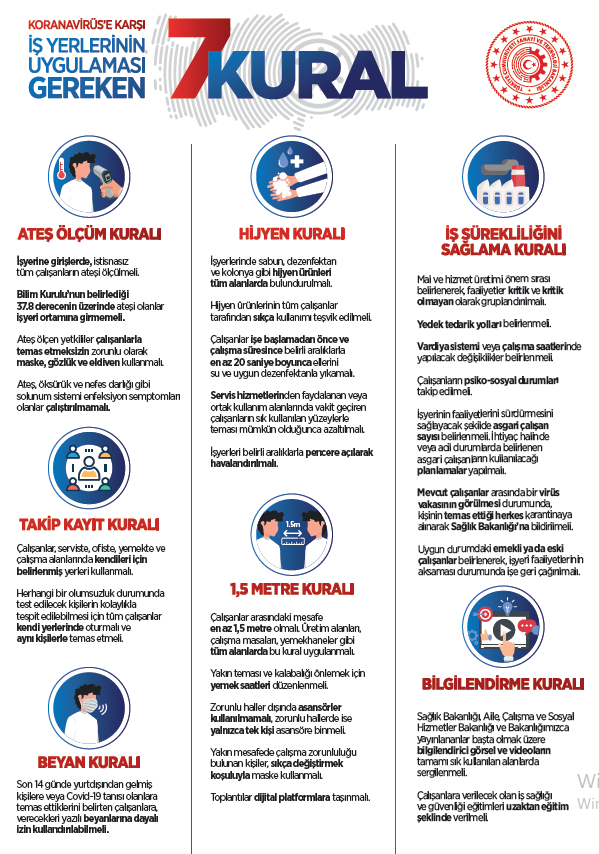 KORANAVİRÜS'E KARŞI
İŞ YERLERİNİN
UYGULAMASI
GEREKEN
7 KURAL
ATEŞ ÖLÇÜM KURALI
İşyerine girişlerde, istisnasız
tüm çalışanların ateşi ölçülmeli.
Bilim Kurulu'nun belirlediği
37.8 derecenin üzerinde ateşi olanlar
işyeri ortamına girmemeli.
Ateş ölçen yetkililer çalışanlarla
temas etmeksizin zorunlu olarak
maske, gözlük ve eldiven kullanmalı.
Ateş, öksürük ve nefes darlığı gibi
solunum sistemi enfeksiyon semptomları
olanlar çalıştırılmamalı.
TAKİP KAYIT KURALI
Çalışanlar, serviste, ofiste, yemekte ve
çalışma alanlarında kendileri için
belirlenmiş yerleri kullanmalı.
Herhangi bir olumsuzluk durumunda
test edilecek kişilerin kolaylıkla
tespit edilebilmesi için tüm çalışanlar
kendi yerlerinde oturmalı ve
aynı kişilerle temas etmeli.
BEYAN KURALI
Son 14 günde yurtdışından gelmiş
kişilere veya Covid-19 tanısı olanlara
temas ettiklerini belirten çalışanlara,
verecekleri yazılı beyanlarına dayalı
izin kullandırılabilmeli.
HİJYEN KURALI
İşyerlerinde sabun, dezenfektan
ve kolonya gibi hijyen ürünleri
tüm alanlarda bulundurulmalı.
Hijyen ürünlerinin tüm çalışanlar
tarafından sıkça kullanımı teşvik edilmeli.
Çalışanlar işe başlamadan önce ve
çalışma süresince belirli aralıklarla
en az 20 saniye boyunca ellerini
su ve uygun dezenfektanla yıkamalı.
Servis hizmetlerinden faydalanan veya
ortak kullanım alanlarında vakit geçiren
çalışanların sık kullanılan yüzeylerle
teması mümkün olduğunca azaltılmalı.
İşyerleri belirli aralıklarla pencere açılarak
havalandırılmalı.
1.5m
1,5 METRE KURALI
Çalışanlar arasındaki mesafe
en az 1,5 metre olmalı. Üretim alanları,
çalışma masaları, yemekhaneler gibi
tüm alanlarda bu kural uygulanmalı.
Yakın teması ve kalabalığı önlemek için
yemek saatleri düzenlenmeli.
Zorunlu haller dışında asansörler
kullanılmamalı, zorunlu hallerde ise
yalnızca tek kişi asansöre binmeli.
Yakın mesafede çalışma zorunluluğu
bulunan kişiler, sıkça değiştirmek
koşuluyla maske kullanmalı.
Toplantılar dijital platformlara taşınmalı.
T.C. SANAYİ VE TEKNOLOJİ BAKANLIĞI
İŞ SÜREKLİLİĞİNİ
SAĞLAMA KURALI
Mal ve hizmet üretimi önem sırası
belirlenerek, faaliyetler kritik ve kritik
olmayan olarak gruplandırılmalı.
Yedek tedarik yolları belirlenmeli.
Vardiya sistemi veya çalışma saatlerinde
yapılacak değişiklikler belirlenmeli.
Çalışanların psiko-sosyal durumları
takip edilmeli.
İşyerinin faaliyetlerini sürdürmesini
sağlayacak şekilde asgari çalışan
sayısı belirlenmeli. İhtiyaç halinde
veya acil durumlarda belirlenen
asgari çalışanların kullanılacağı
planlamalar yapılmalı.
Mevcut çalışanlar arasında bir virüs
vakasının görülmesi durumunda,
kişinin temas ettiği herkes karantinaya
alınarak Sağlık Bakanlığı'na bildirilmeli.
Uygun durumdaki emekli ya da eski
çalışanlar belirlenerek, işyeri faaliyetlerinin
aksaması durumunda işe geri çağırılmalı.
BİLGİLENDİRME KURALI
Sağlık Bakanlığı, Aile, Çalışma ve Sosyal
Hizmetler Bakanlığı ve Bakanlığımızca
yayınlananlar başta olmak üzere
bilgilendirici görsel ve videoların
tamamı sık kullanılan alanlarda
sergilenmeli.
Çalışanlara verilecek olan iş sağlığı
ve güvenliği eğitimleri uzaktan eğitim
şeklinde verilmeli.